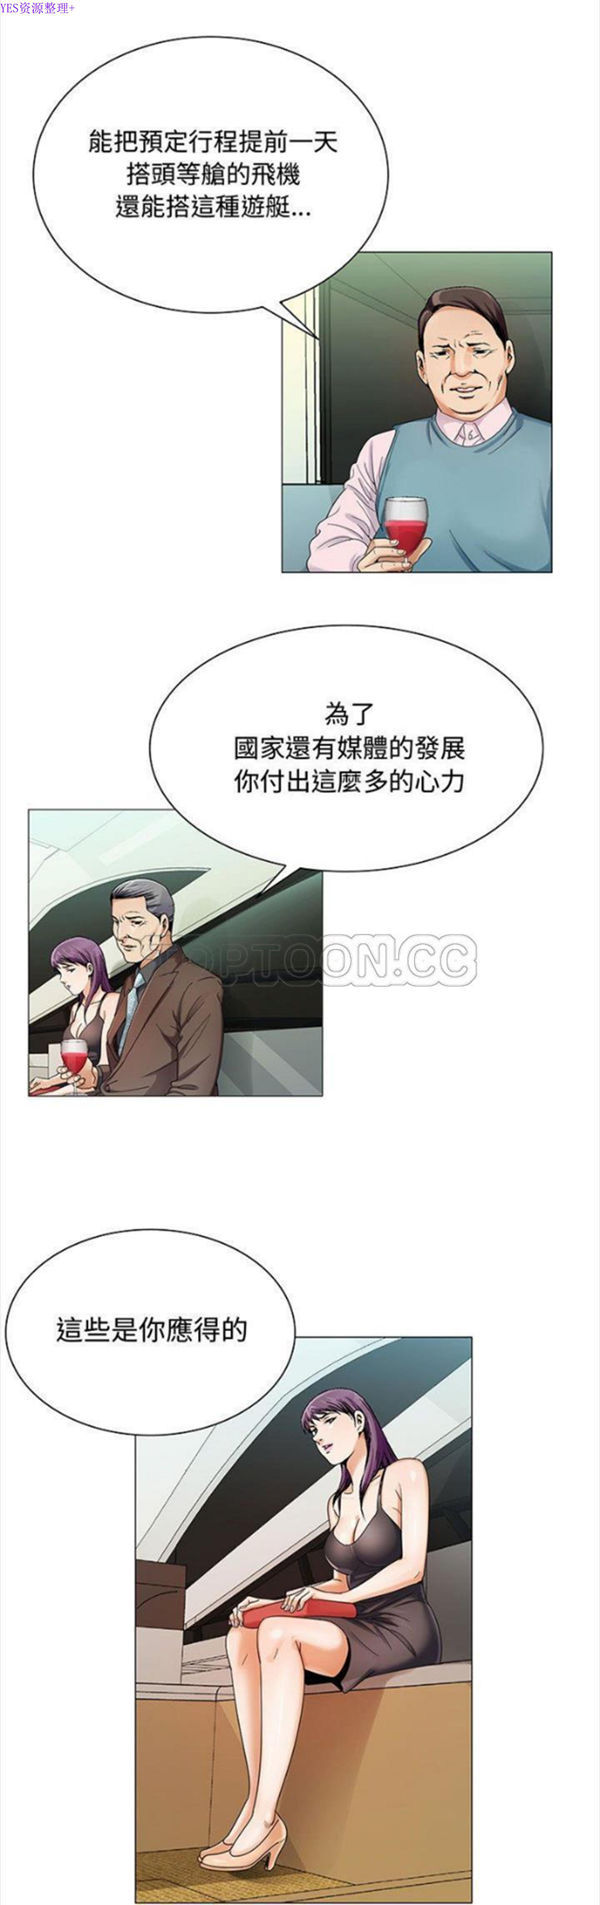 YES资源整理+
能把預定行程提前一天
搭頭等艙的飛機
還能搭這種遊艇...
為了
國家還有媒體的發展
你付出這麼多的心力
TOPTOON.CC
這些是你應得的